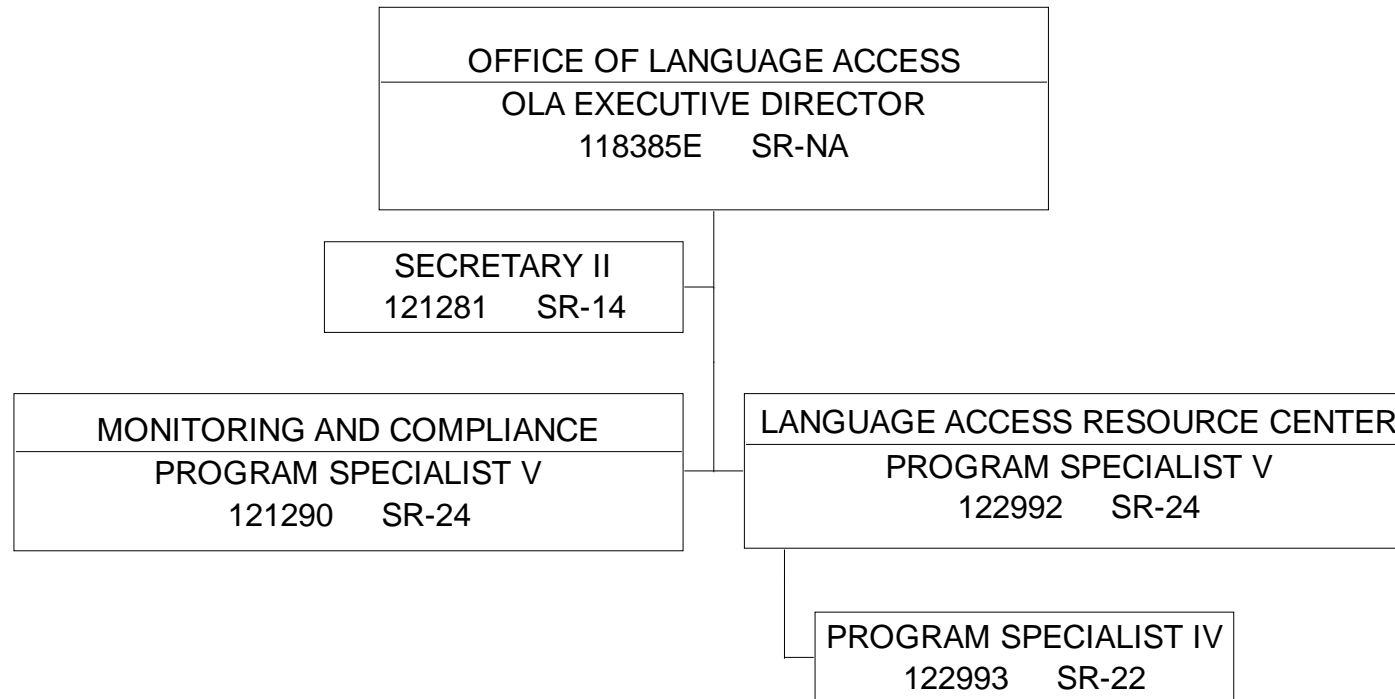 OFFICE OF LANGUAGE ACCESS
OLA EXECUTIVE DIRECTOR
118385E SR-NA
SECRETARY II
121281 SR-14
MONITORING AND COMPLIANCE
PROGRAM SPECIALIST V
121290 SR-24
LANGUAGE ACCESS RESOURCE CENTER
PROGRAM SPECIALIST V
122992 SR-24
PROGRAM SPECIALIST IV
122993 SR-22